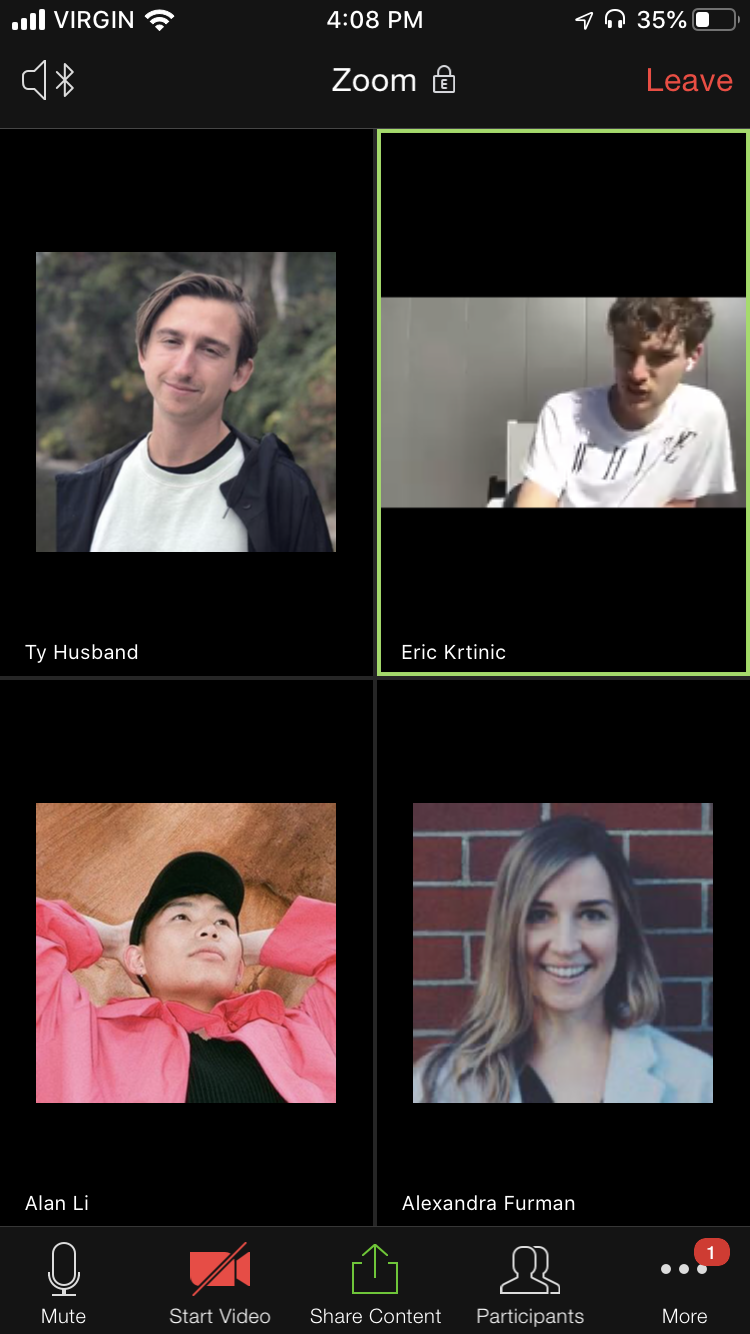 VIRGIN 4:08 PM 35%
Zoom E Leave
WHITE
Ty Husband Eric Krtinic
Alan Li Alexandra Furman
1
Mute Start Video Share Content Participants More